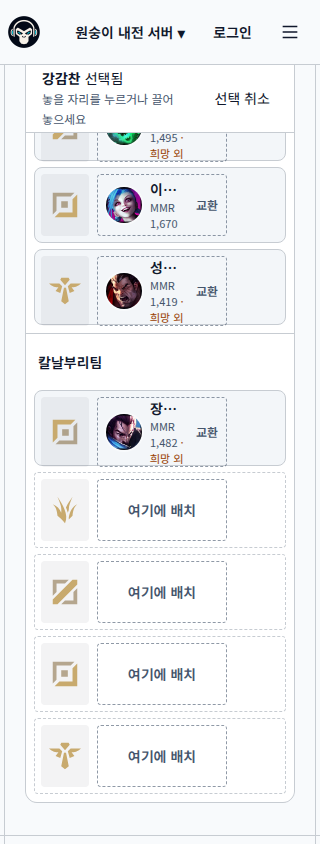 원숭이 내전 서버 ▾
로그인
강감찬 선택됨
놓을 자리를 누르거나 끌어
놓으세요
선택 취소
1,495 ·
희망 외
이…
MMR
1,670
교환
성…
MMR
1,419 ·
희망 외
교환
칼날부리팀
장…
MMR
1,482 ·
희망 외
교환
여기에 배치
여기에 배치
여기에 배치
여기에 배치